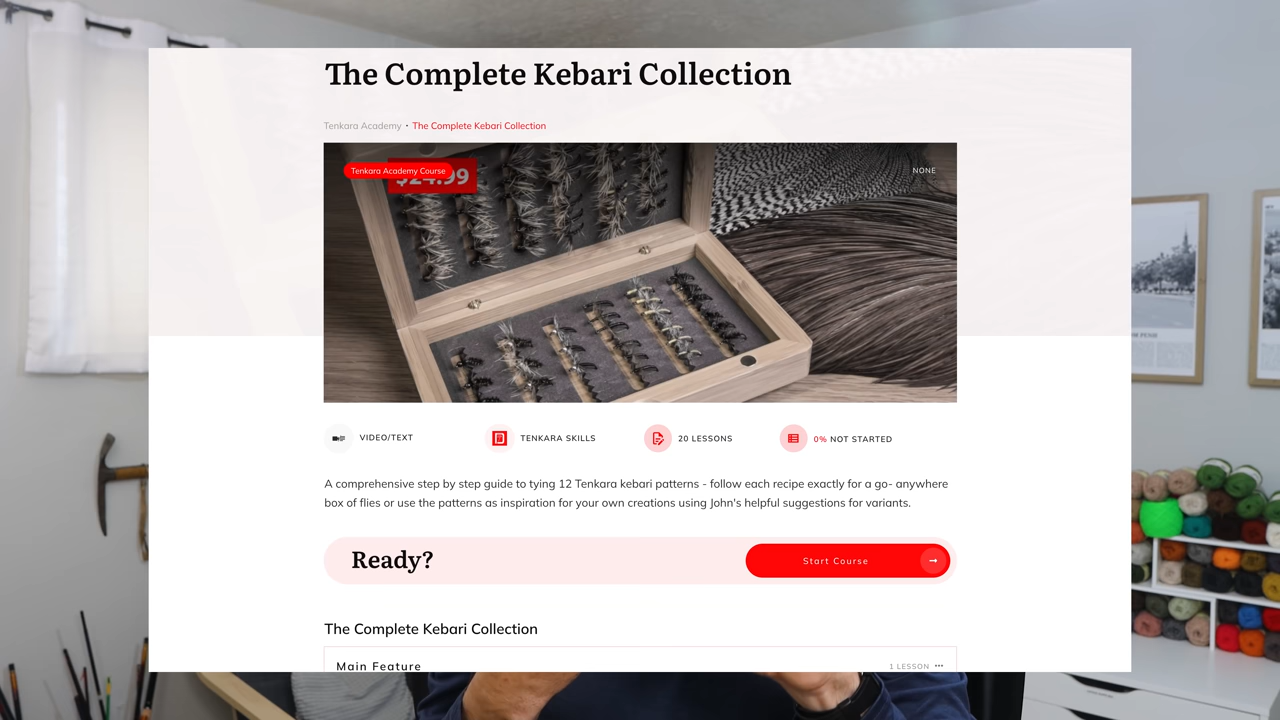 The Complete Kebari Collection
Tenkara Academy • The Complete Kebari Collection
Tenkara Academy Course
NONE
$24.99
VIDEO/TEXT
TENKARA SKILLS
20 LESSONS
0% NOT STARTED
A comprehensive step by step guide to tying 12 Tenkara kebari patterns - follow each recipe exactly for a go- anywhere
box of flies or use the patterns as inspiration for your own creations using John's helpful suggestions for variants.
Ready?
Start Course
The Complete Kebari Collection
Main Feature
1 LESSON